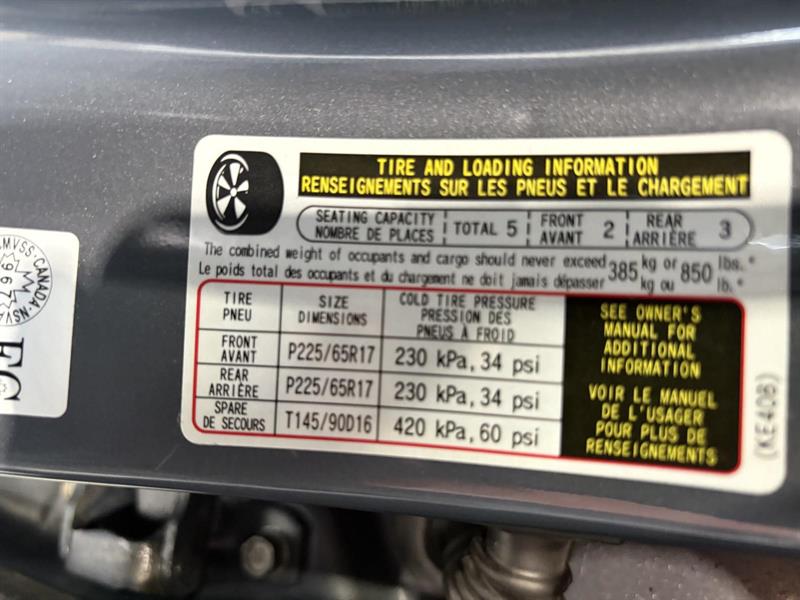 TIRE AND LOADING INFORMATION
RENSEIGNEMENTS SUR LES PNEUS ET LE CHARGEMENT
SEATING CAPACITY
NOMBRE DE PLACES
TOTAL 5
FRONT
AVANT
2
REAR
ARRIÈRE
3
The combined weight of occupants and cargo should never exceed 385 kg or 850 lbs.*
Le poids total des occupants et du chargement ne doit jamais dépasser kg ou lb.*
TIRE
PNEU
SIZE
DIMENSIONS
COLD TIRE PRESSURE
PRESSION DES
PNEUS À FROID
FRONT
AVANT
P225/65R17
230 kPa, 34 psi
REAR
ARRIÈRE
P225/65R17
230 kPa, 34 psi
SPARE
DE SECOURS
T145/90D16
420 kPa, 60 psi
SEE OWNER'S
MANUAL FOR
ADDITIONAL
INFORMATION
VOIR LE MANUEL
DE L'USAGER
POUR PLUS DE
RENSEIGNEMENTS
(KE40B)
CANADA